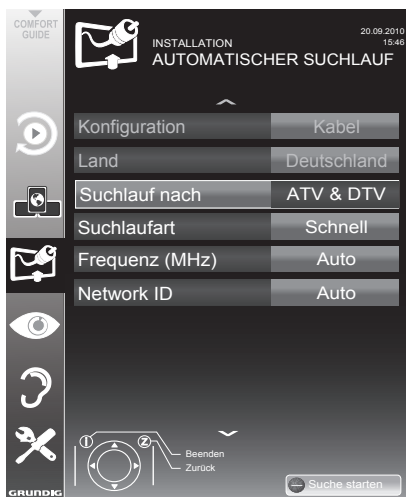 COMFORT
GUIDE
20.09.2010
15:46
INSTALLATION
AUTOMATISCHER SUCHLAUF
Konfiguration Kabel
Land Deutschland
Suchlauf nach ATV & DTV
Suchlaufart Schnell
Frequenz (MHz) Auto
Network ID Auto
Z
Beenden
Zurück
GRUNDIG
Suche starten